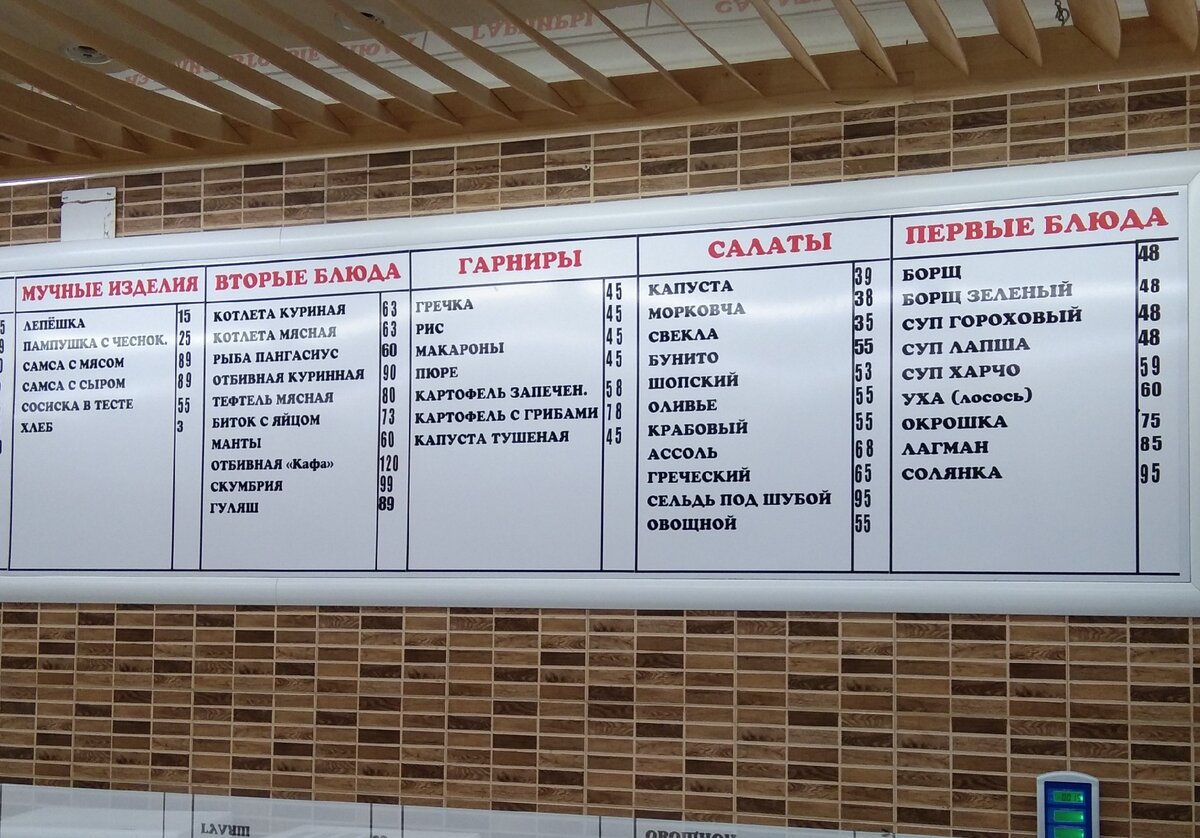 МУЧНЫЕ ИЗДЕЛИЯ
ЛЕПЁШКА 15
ПАМПУШКА С ЧЕСНОК. 25
САМСА С МЯСОМ 89
САМСА С СЫРОМ 89
СОСИСКА В ТЕСТЕ 55
ХЛЕБ 3
ВТОРЫЕ БЛЮДА
КОТЛЕТА КУРИНАЯ 63
КОТЛЕТА МЯСНАЯ 63
РЫБА ПАНГАСИУС 60
ОТБИВНАЯ КУРИННАЯ 90
ТЕФТЕЛЬ МЯСНАЯ 80
БИТОК С ЯЙЦОМ 73
МАНТЫ 60
ОТБИВНАЯ «Кафа» 120
СКУМБРИЯ 99
ГУЛЯШ 89
ГАРНИРЫ
ГРЕЧКА 45
РИС 45
МАКАРОНЫ 45
ПЮРЕ 45
КАРТОФЕЛЬ ЗАПЕЧЕН. 58
КАРТОФЕЛЬ С ГРИБАМИ 78
КАПУСТА ТУШЕНАЯ 45
САЛАТЫ
КАПУСТА 39
МОРКОВЧА 38
СВЕКЛА 35
БУНИТО 55
ШОПСКИЙ 53
ОЛИВЬЕ 55
КРАБОВЫЙ 55
АССОЛЬ 68
ГРЕЧЕСКИЙ 65
СЕЛЬДЬ ПОД ШУБОЙ 95
ОВОЩНОЙ 55
ПЕРВЫЕ БЛЮДА
БОРЩ 48
БОРЩ ЗЕЛЕНЫЙ 48
СУП ГОРОХОВЫЙ 48
СУП ЛАПША 48
СУП ХАРЧО 59
УХА (лосось) 60
ОКРОШКА 75
ЛАГМАН 85
СОЛЯНКА 95